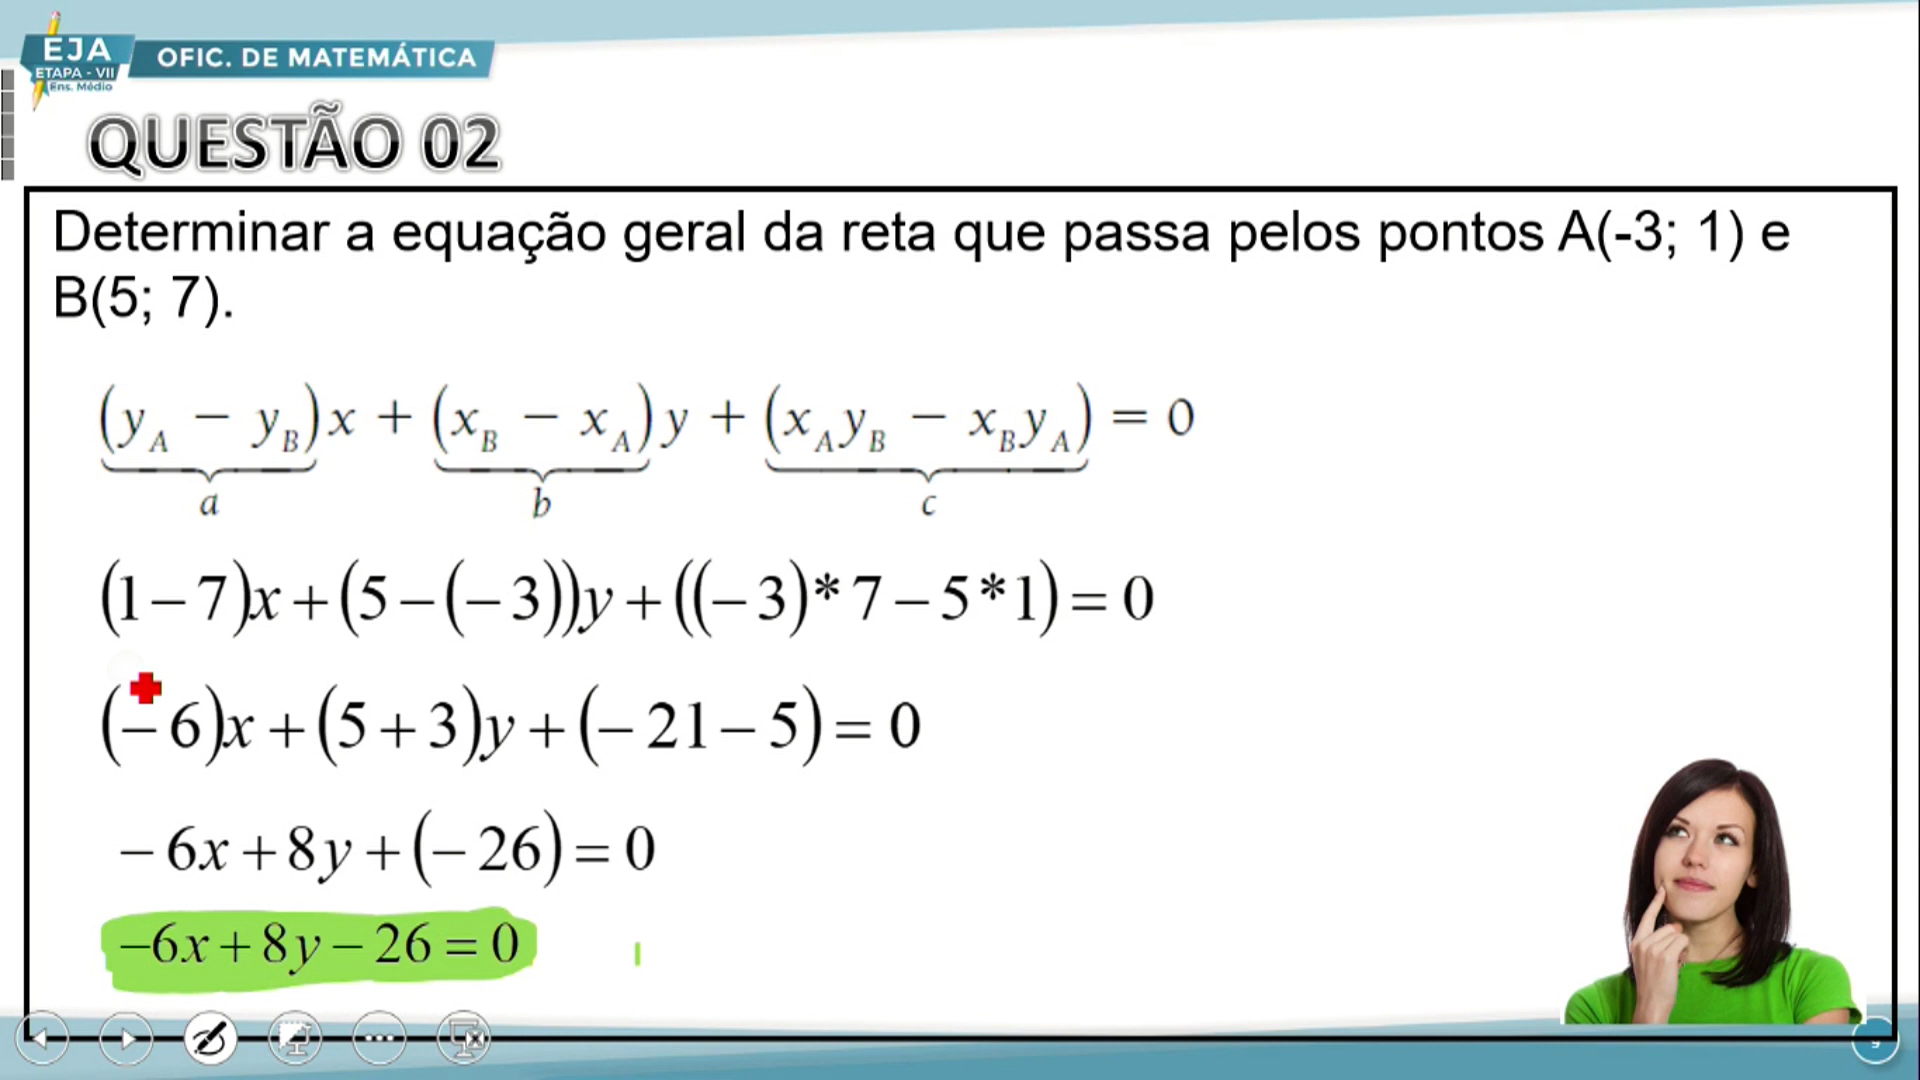 EJA
ETAPA - VII
Ens. Médio
OFIC. DE MATEMÁTICA
QUESTÃO 02
Determinar a equação geral da reta que passa pelos pontos A(-3; 1) e
B(5; 7).
(y_A − y_B)x + (x_B − x_A)y + (x_A y_B − x_B y_A) = 0
a b c
(1−7)x+(5−(−3))y+((−3)*7−5*1)=0
(−6)x+(5+3)y+(−21−5)=0
−6x+8y+(−26)=0
−6x+8y−26=0
9